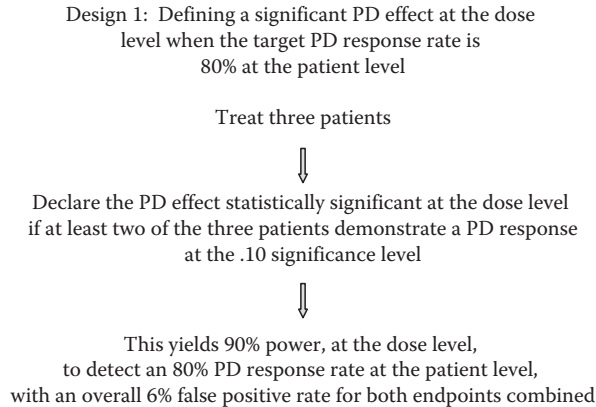 Design 1: Defining a significant PD effect at the dose
level when the target PD response rate is
80% at the patient level
Treat three patients
Declare the PD effect statistically significant at the dose level
if at least two of the three patients demonstrate a PD response
at the .10 significance level
This yields 90% power, at the dose level,
to detect an 80% PD response rate at the patient level,
with an overall 6% false positive rate for both endpoints combined